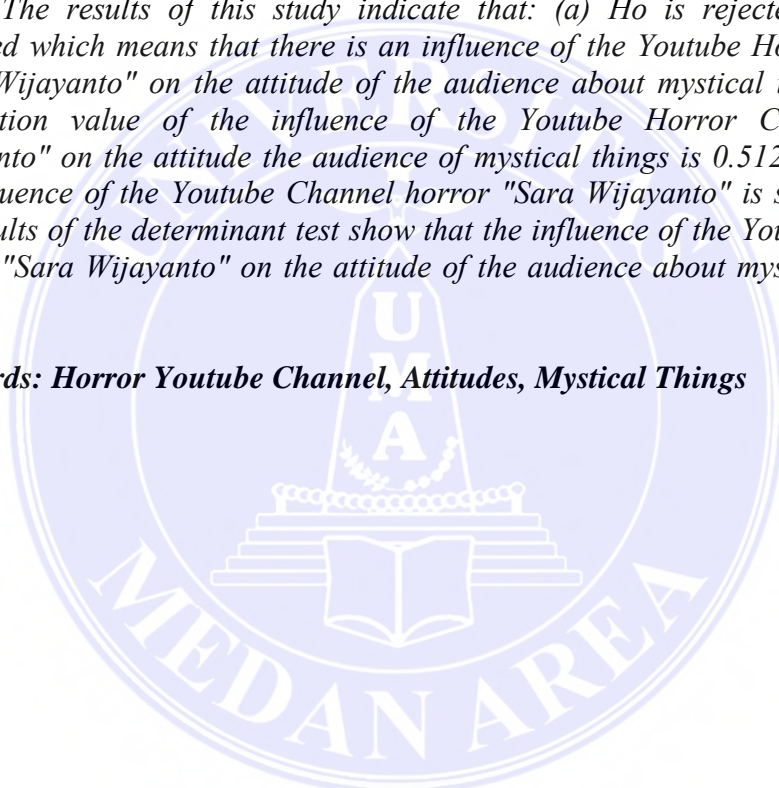 The results of this study indicate that: (a) Ho is rejecte
ed which means that there is an influence of the Youtube Ho
Wijayanto" on the attitude of the audience about mystical i
tion value of the influence of the Youtube Horror C
nto" on the attitude the audience of mystical things is 0.512
uence of the Youtube Channel horror "Sara Wijayanto" is s
ults of the determinant test show that the influence of the You
"Sara Wijayanto" on the attitude of the audience about mys
rds: Horror Youtube Channel, Attitudes, Mystical Things
UNIVERSITAS
UMA
MEDAN AREA